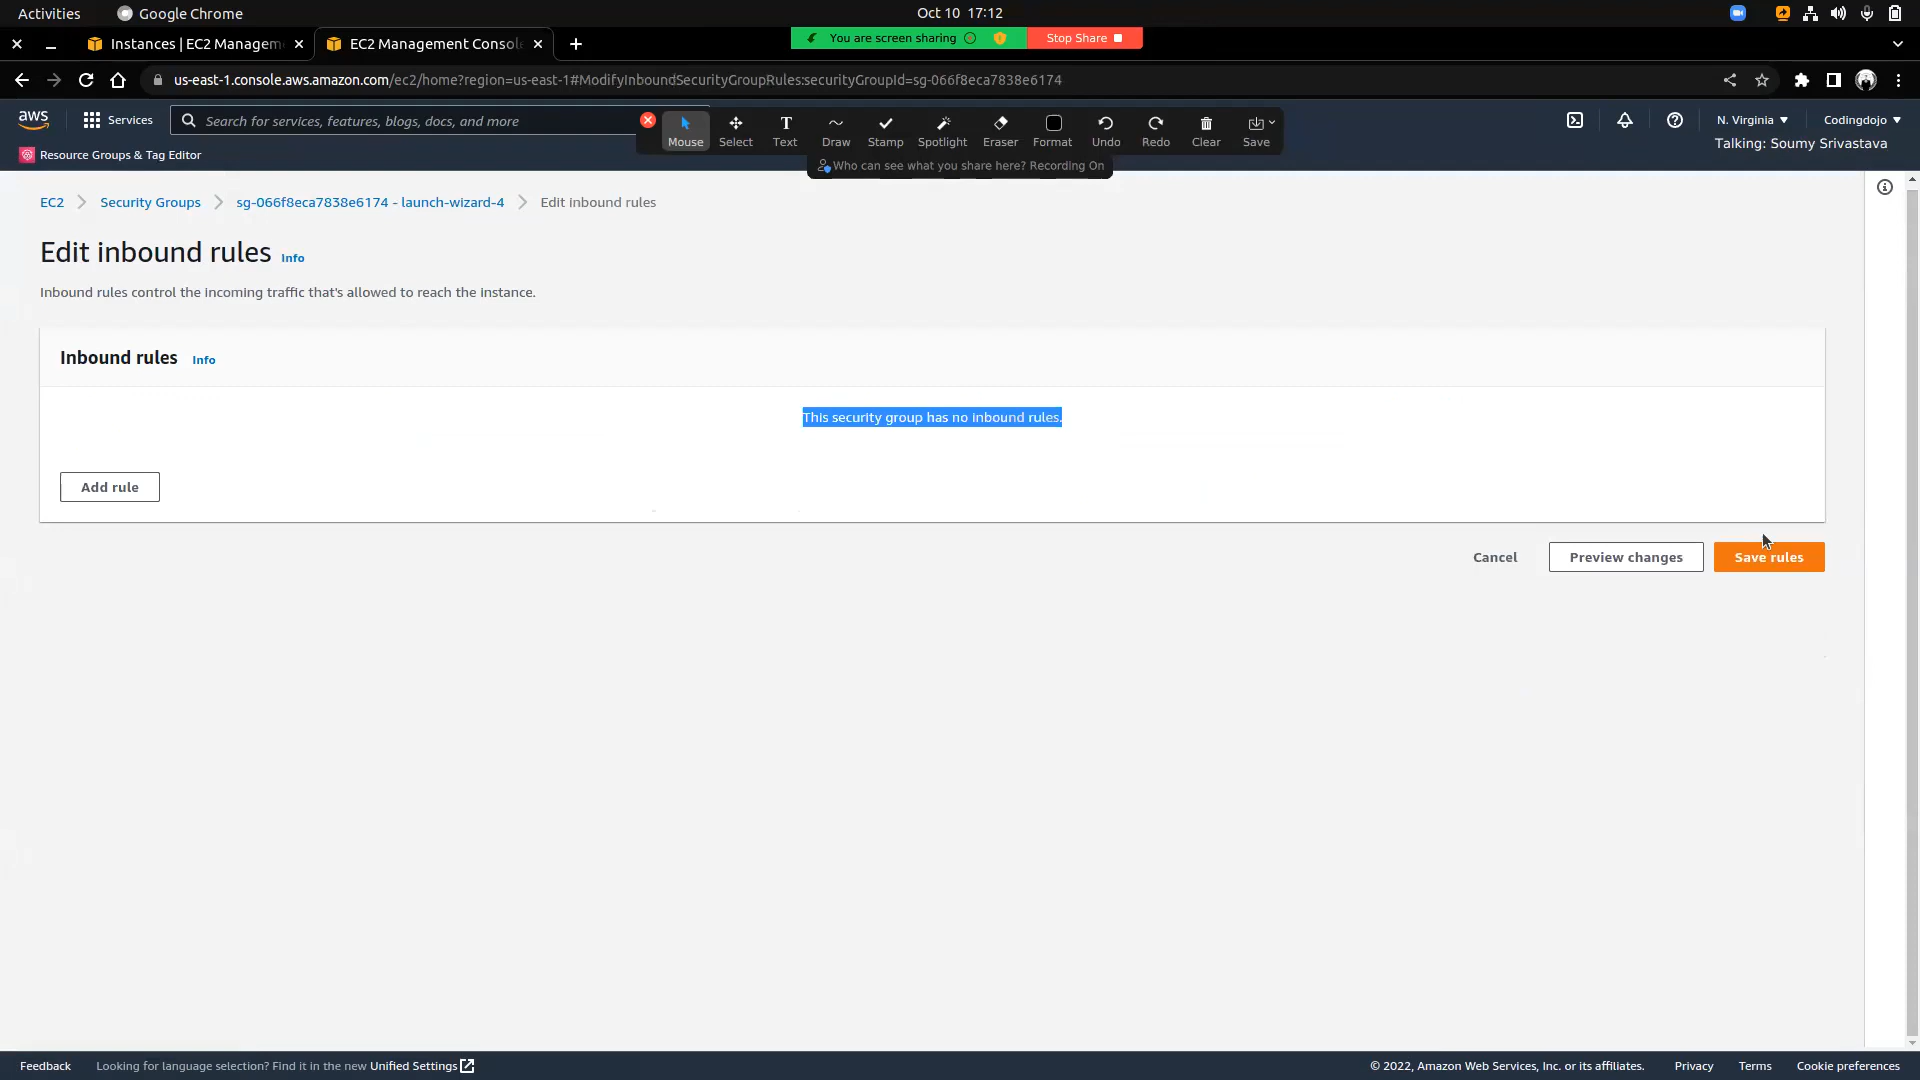 Activities
Google Chrome
Oct 10 17:12
Instances | EC2 Managem
EC2 Management Consol
You are screen sharing
Stop Share
us-east-1.console.aws.amazon.com/ec2/home?region=us-east-1#ModifyInboundSecurityGroupRules:securityGroupId=sg-066f8eca7838e6174
aws
Services
Search for services, features, blogs, docs, and more
Mouse
Select
Text
Draw
Stamp
Spotlight
Eraser
Format
Undo
Redo
Clear
Save
N. Virginia
Codingdojo
Talking: Soumy Srivastava
Resource Groups & Tag Editor
Who can see what you share here? Recording On
EC2
Security Groups
sg-066f8eca7838e6174 - launch-wizard-4
Edit inbound rules
Edit inbound rules Info
Inbound rules control the incoming traffic that's allowed to reach the instance.
Inbound rules Info
This security group has no inbound rules.
Add rule
Cancel
Preview changes
Save rules
Feedback
Looking for language selection? Find it in the new Unified Settings
© 2022, Amazon Web Services, Inc. or its affiliates.
Privacy
Terms
Cookie preferences